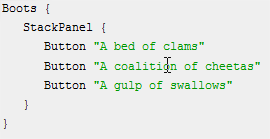 Boots {
StackPanel {
Button "A bed of clams"
Button "A coalition of cheetas"
Button "A gulp of swallows"
}
}